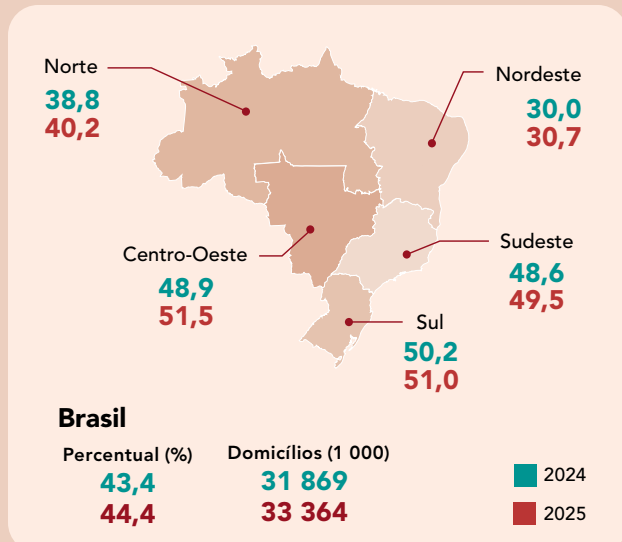 Norte
38,8
40,2
Nordeste
30,0
30,7
Centro-Oeste
48,9
51,5
Sudeste
48,6
49,5
Sul
50,2
51,0
Brasil
Percentual (%)
43,4
44,4
Domicílios (1 000)
31 869
33 364
2024
2025